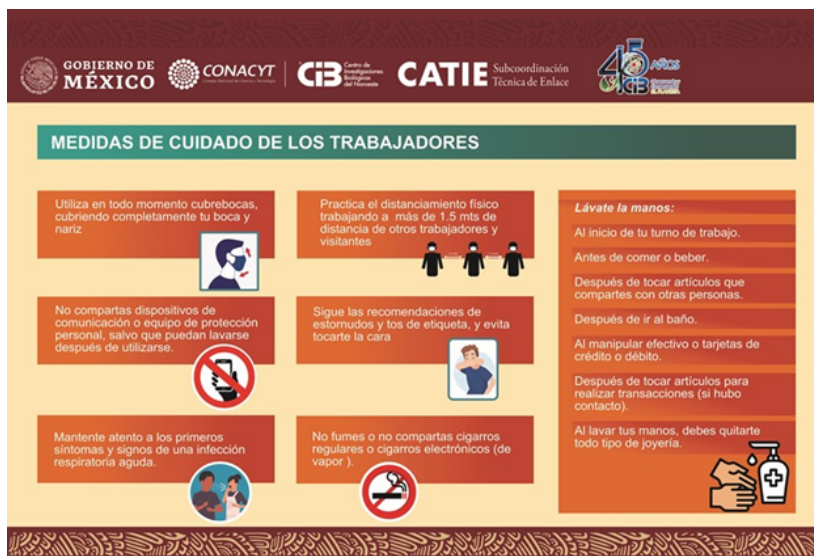 GOBIERNO DE
MÉXICO
CONACYT
Consejo Nacional de Ciencia y Tecnología
CiB
Centro de
Investigaciones
Biológicas
del Noroeste
CATIE
Subcoordinación
Técnica de Enlace
45
AÑOS
CiB
MEDIDAS DE CUIDADO DE LOS TRABAJADORES
Utiliza en todo momento cubrebocas,
cubriendo completamente tu boca y
nariz
Practica el distanciamiento físico
trabajando a más de 1.5 mts de
distancia de otros trabajadores y
visitantes
No compartas dispositivos de
comunicación o equipo de protección
personal, salvo que puedan lavarse
después de utilizarse.
Sigue las recomendaciones de
estornudos y tos de etiqueta, y evita
tocarte la cara
Mantente atento a los primeros
síntomas y signos de una infección
respiratoria aguda.
No fumes o no compartas cigarros
regulares o cigarros electrónicos (de
vapor ).
Lávate la manos:
Al inicio de tu turno de trabajo.
Antes de comer o beber.
Después de tocar artículos que
compartes con otras personas.
Después de ir al baño.
Al manipular efectivo o tarjetas de
crédito o débito.
Después de tocar artículos para
realizar transacciones (si hubo
contacto).
Al lavar tus manos, debes quitarte
todo tipo de joyería.